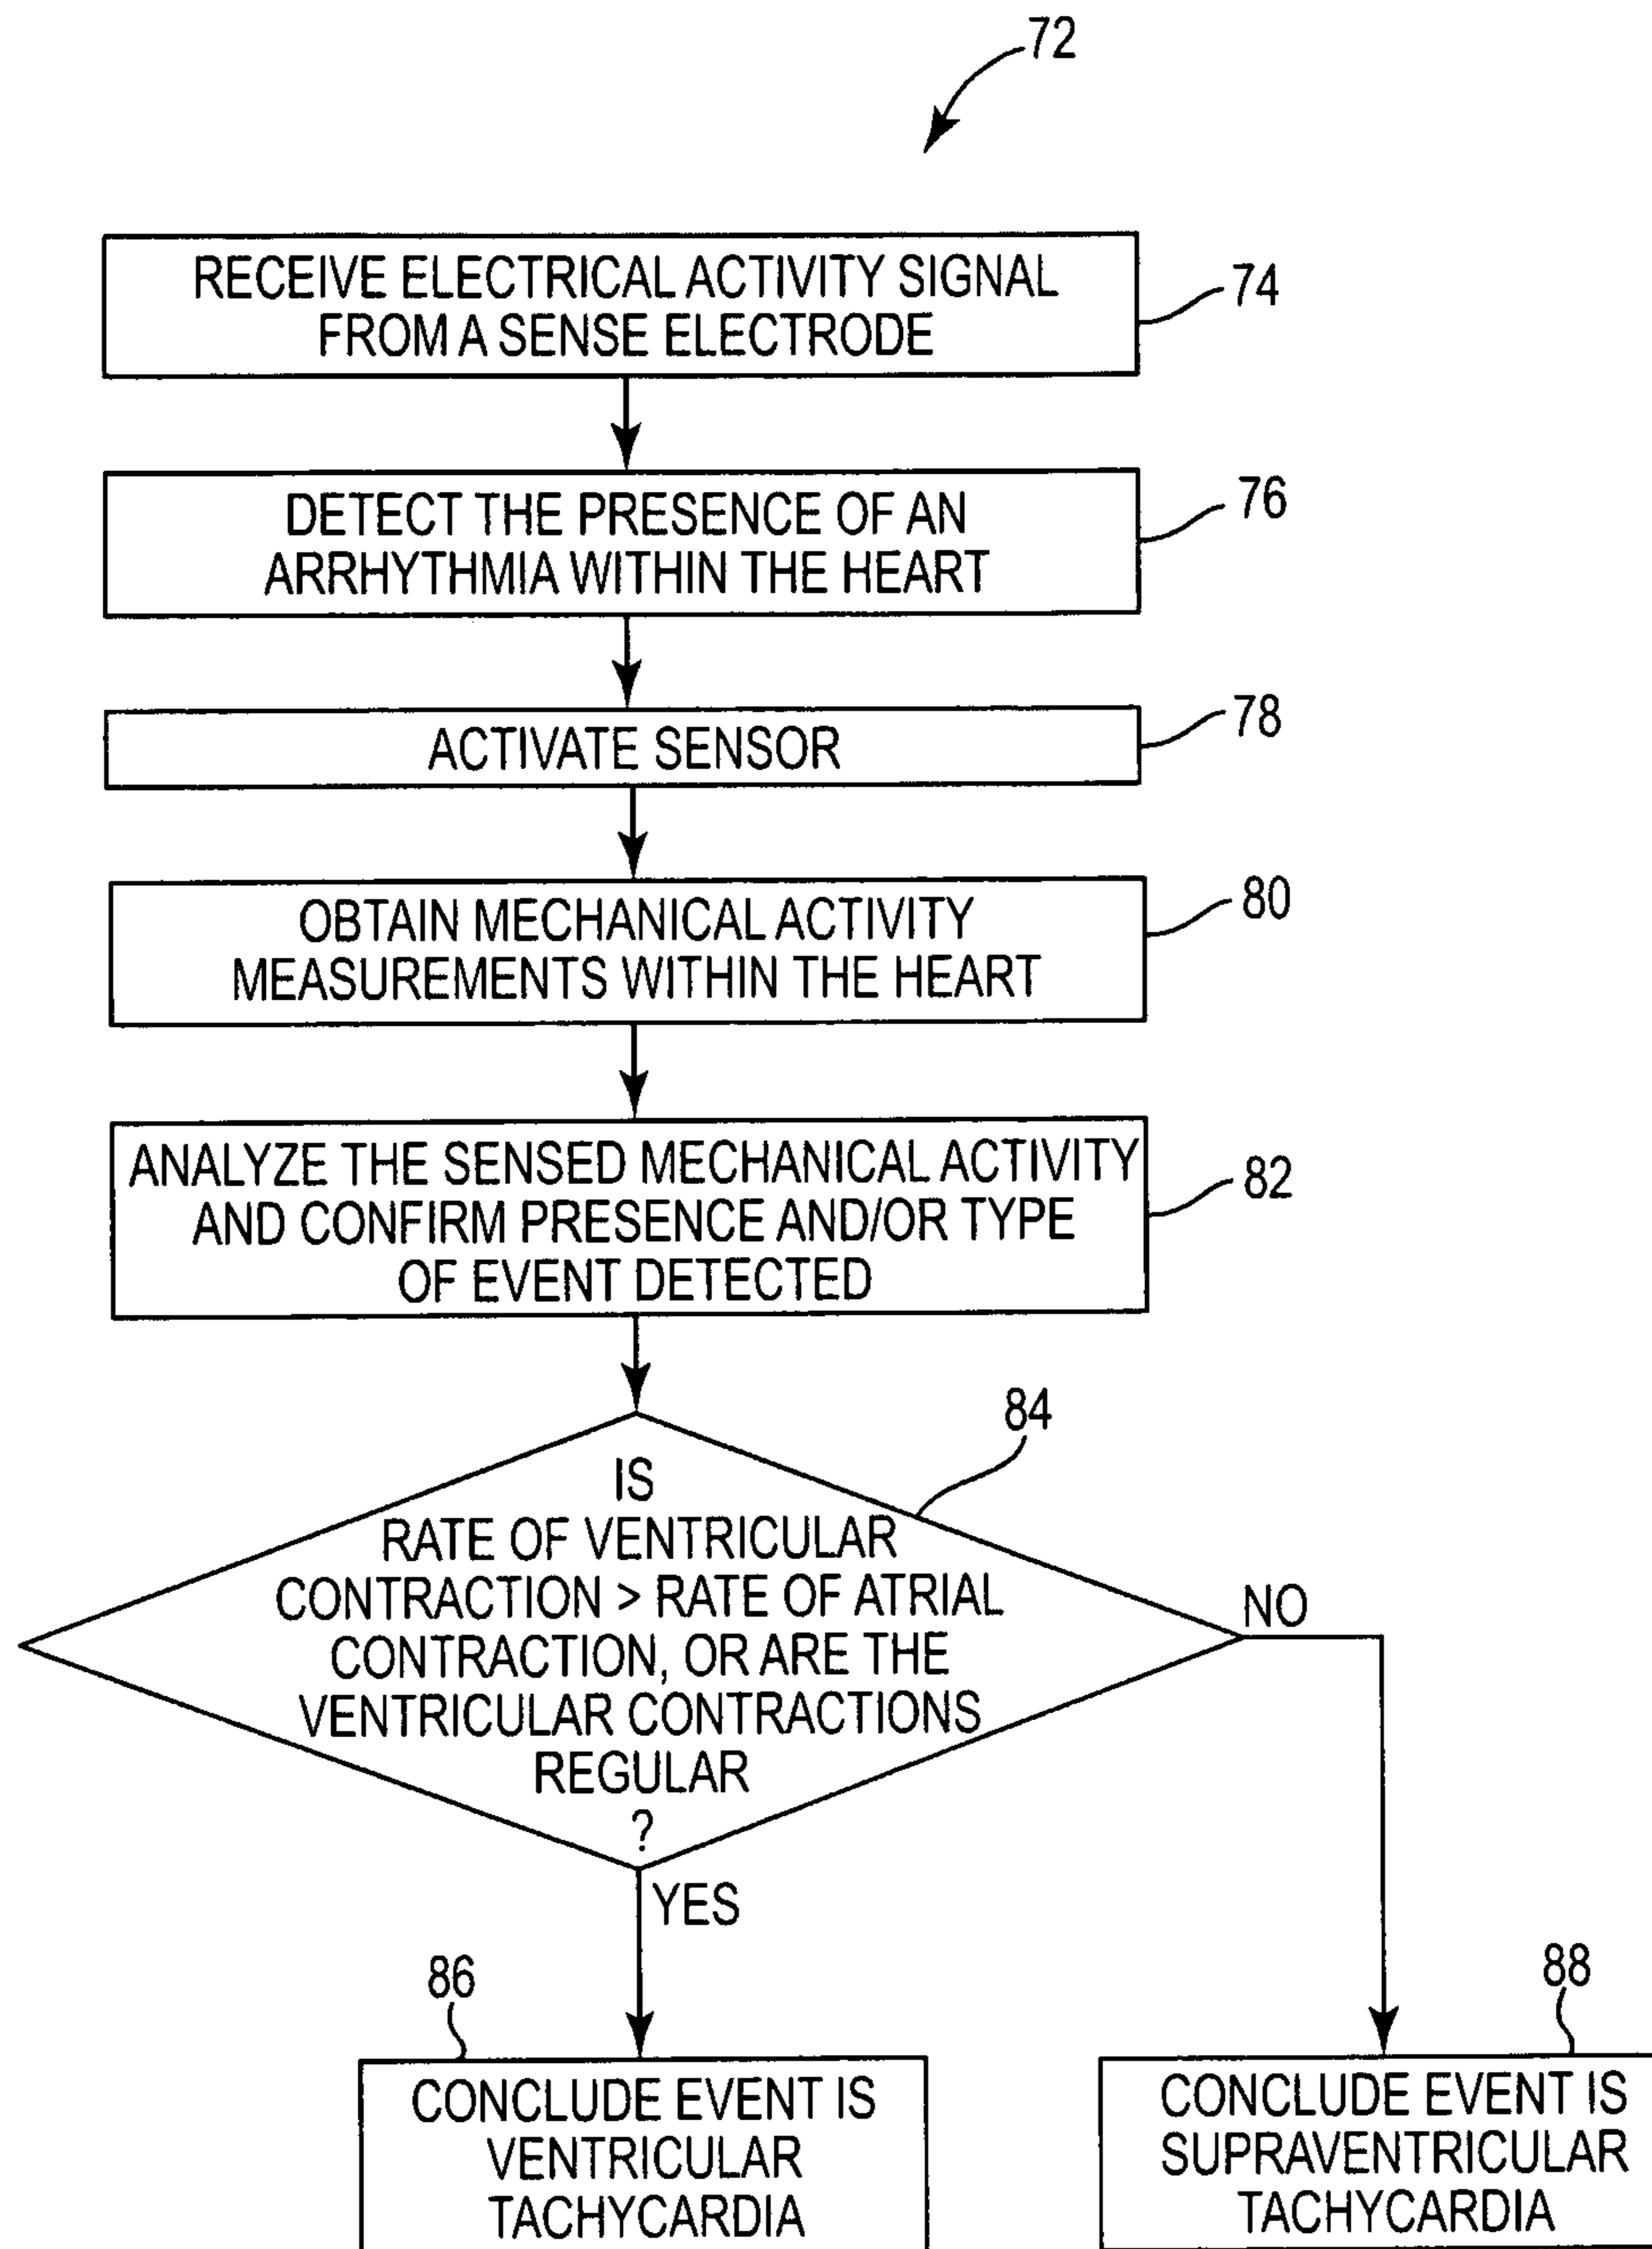 72
RECEIVE ELECTRICAL ACTIVITY SIGNAL
FROM A SENSE ELECTRODE
74
DETECT THE PRESENCE OF AN
ARRHYTHMIA WITHIN THE HEART
76
ACTIVATE SENSOR
78
OBTAIN MECHANICAL ACTIVITY
MEASUREMENTS WITHIN THE HEART
80
ANALYZE THE SENSED MECHANICAL ACTIVITY
AND CONFIRM PRESENCE AND/OR TYPE
OF EVENT DETECTED
82
84
IS
RATE OF VENTRICULAR
CONTRACTION > RATE OF ATRIAL
CONTRACTION, OR ARE THE
VENTRICULAR CONTRACTIONS
REGULAR
?
NO
YES
86
CONCLUDE EVENT IS
VENTRICULAR
TACHYCARDIA
88
CONCLUDE EVENT IS
SUPRAVENTRICULAR
TACHYCARDIA